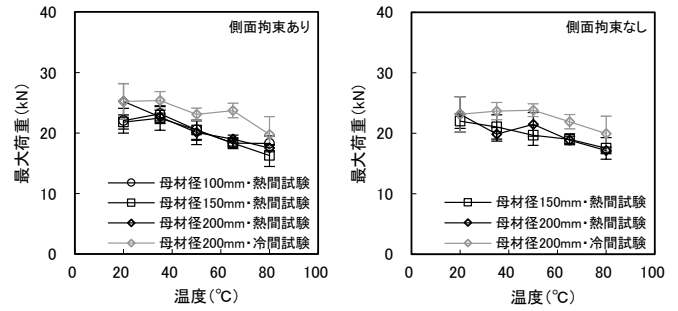 側面拘束あり
最大荷重(kN)
40
30
20
10
0
母材径100mm・熱間試験
母材径150mm・熱間試験
母材径200mm・熱間試験
母材径200mm・冷間試験
0 20 40 60 80 100
温度(℃)
側面拘束なし
最大荷重(kN)
40
30
20
10
0
母材径150mm・熱間試験
母材径200mm・熱間試験
母材径200mm・冷間試験
0 20 40 60 80 100
温度(℃)